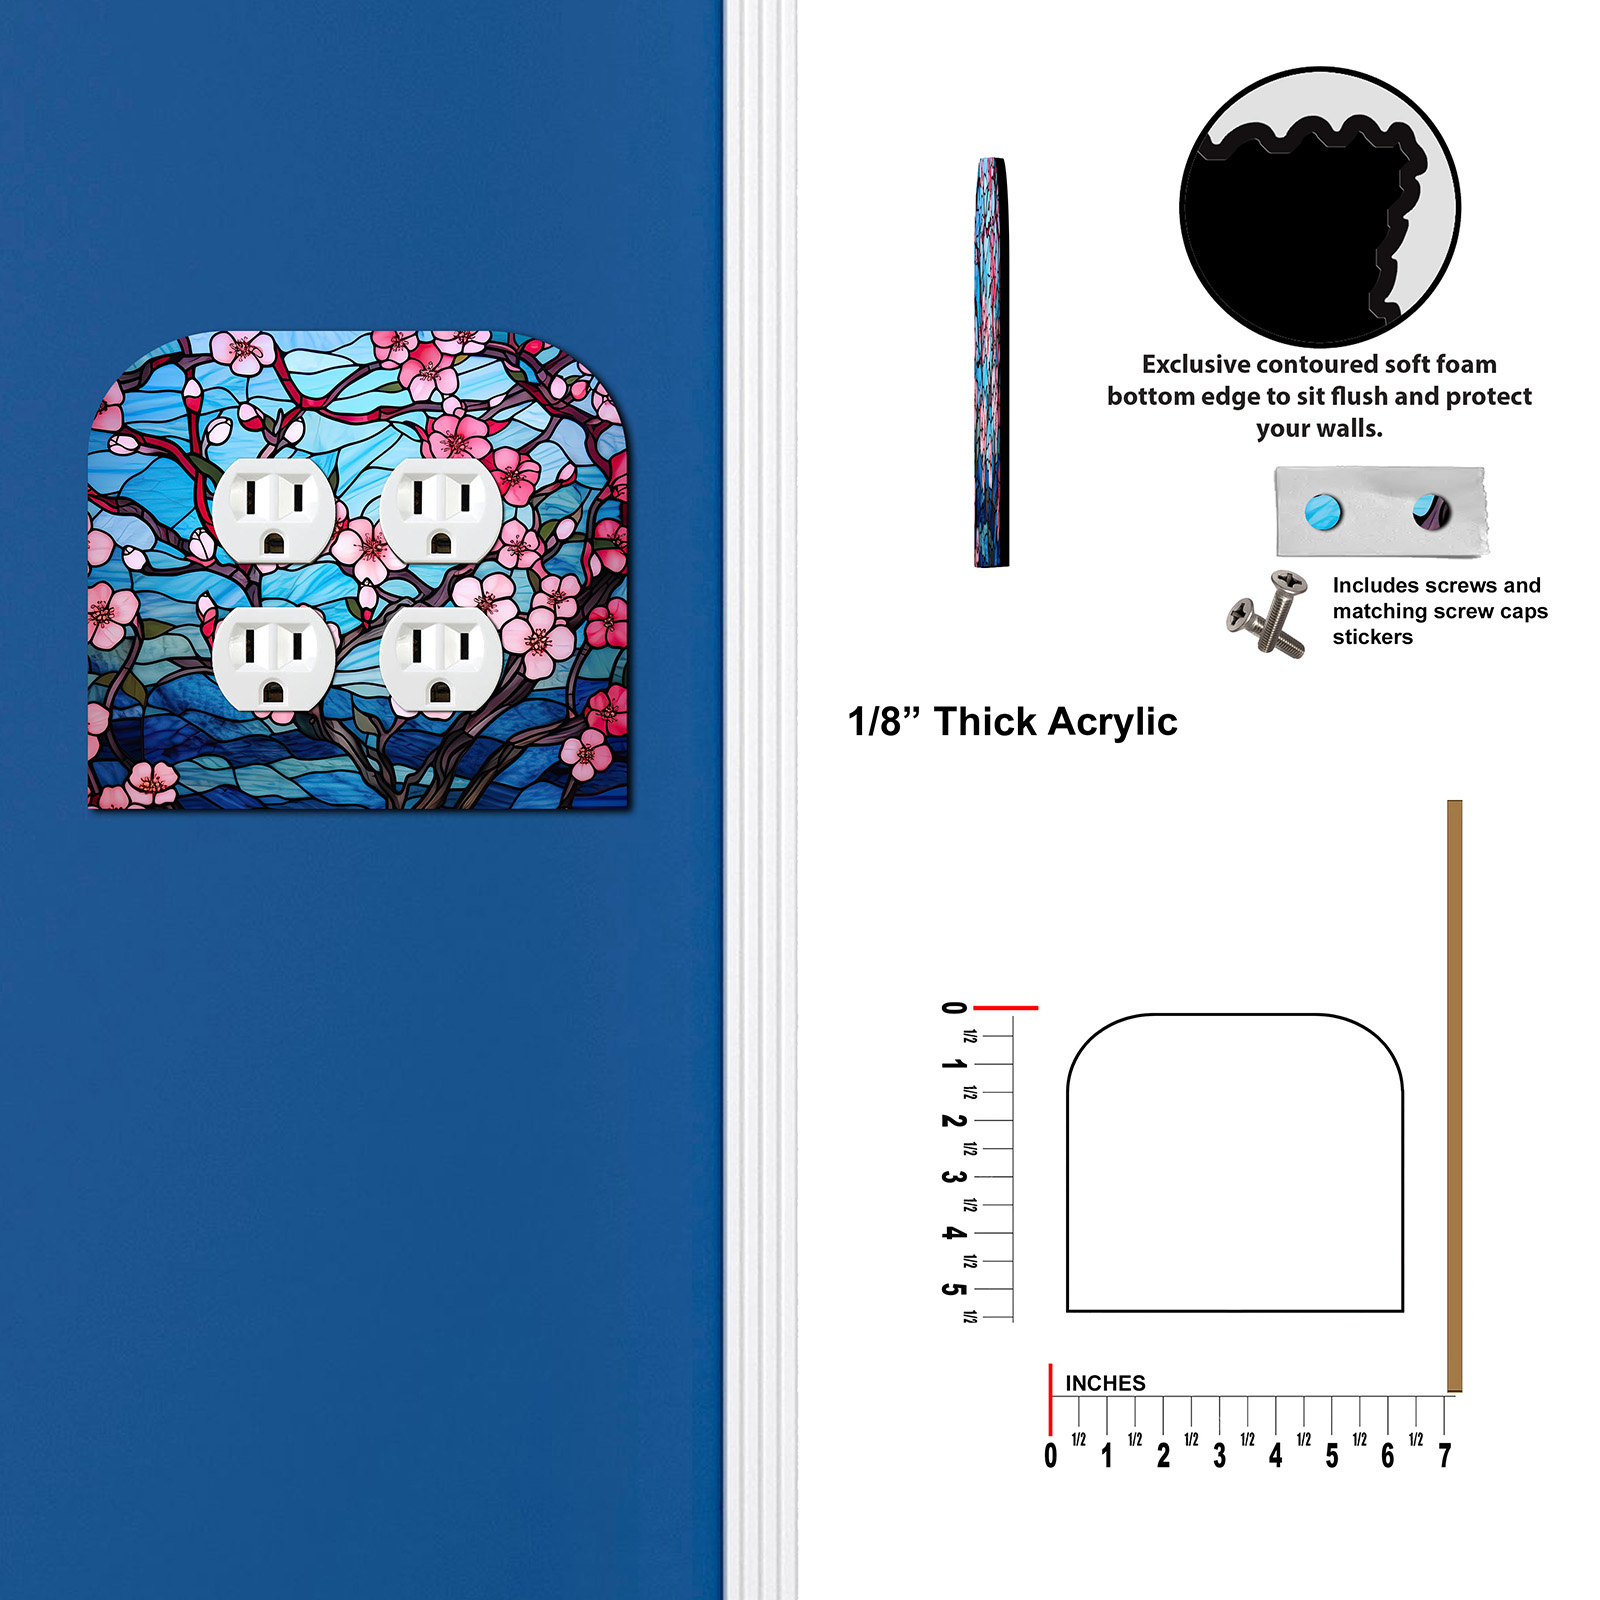 Exclusive contoured soft foam
bottom edge to sit flush and protect
your walls.
Includes screws and
matching screw caps
stickers
1/8” Thick Acrylic
0
1/2
1
1/2
2
1/2
3
1/2
4
1/2
5
1/2
INCHES
0 1/2 1 1/2 2 1/2 3 1/2 4 1/2 5 1/2 6 1/2 7